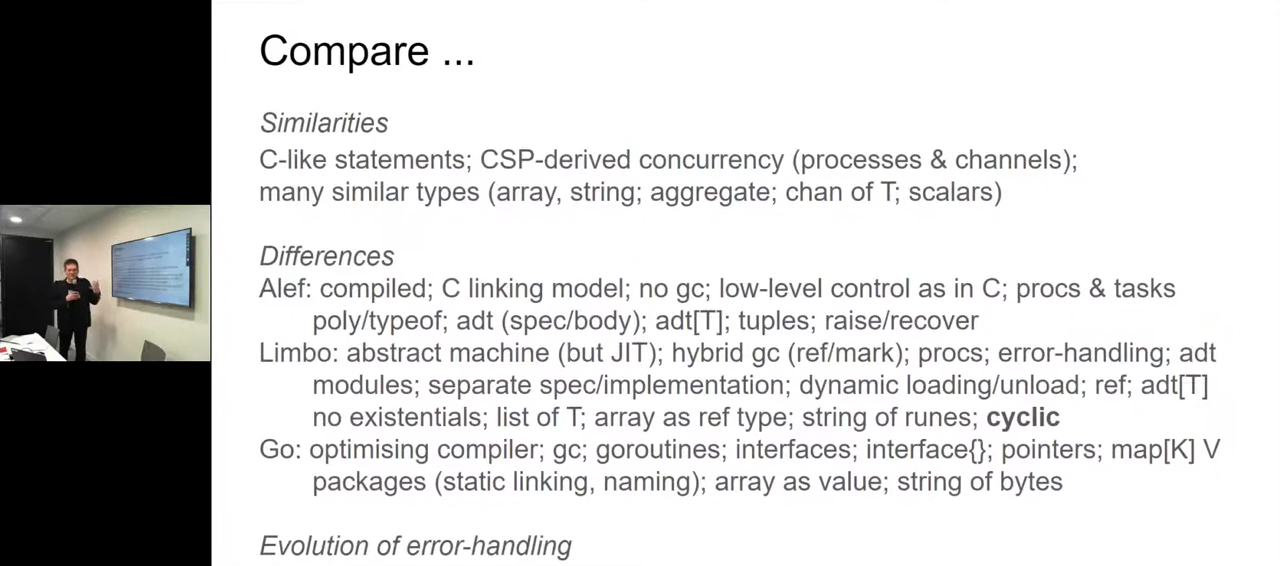 Compare ...
Similarities
C-like statements; CSP-derived concurrency (processes & channels);
many similar types (array, string; aggregate; chan of T; scalars)
Differences
Alef: compiled; C linking model; no gc; low-level control as in C; procs & tasks
poly/typeof; adt (spec/body); adt[T]; tuples; raise/recover
Limbo: abstract machine (but JIT); hybrid gc (ref/mark); procs; error-handling; adt
modules; separate spec/implementation; dynamic loading/unload; ref; adt[T]
no existentials; list of T; array as ref type; string of runes; cyclic
Go: optimising compiler; gc; goroutines; interfaces; interface{}; pointers; map[K] V
packages (static linking, naming); array as value; string of bytes
Evolution of error-handling